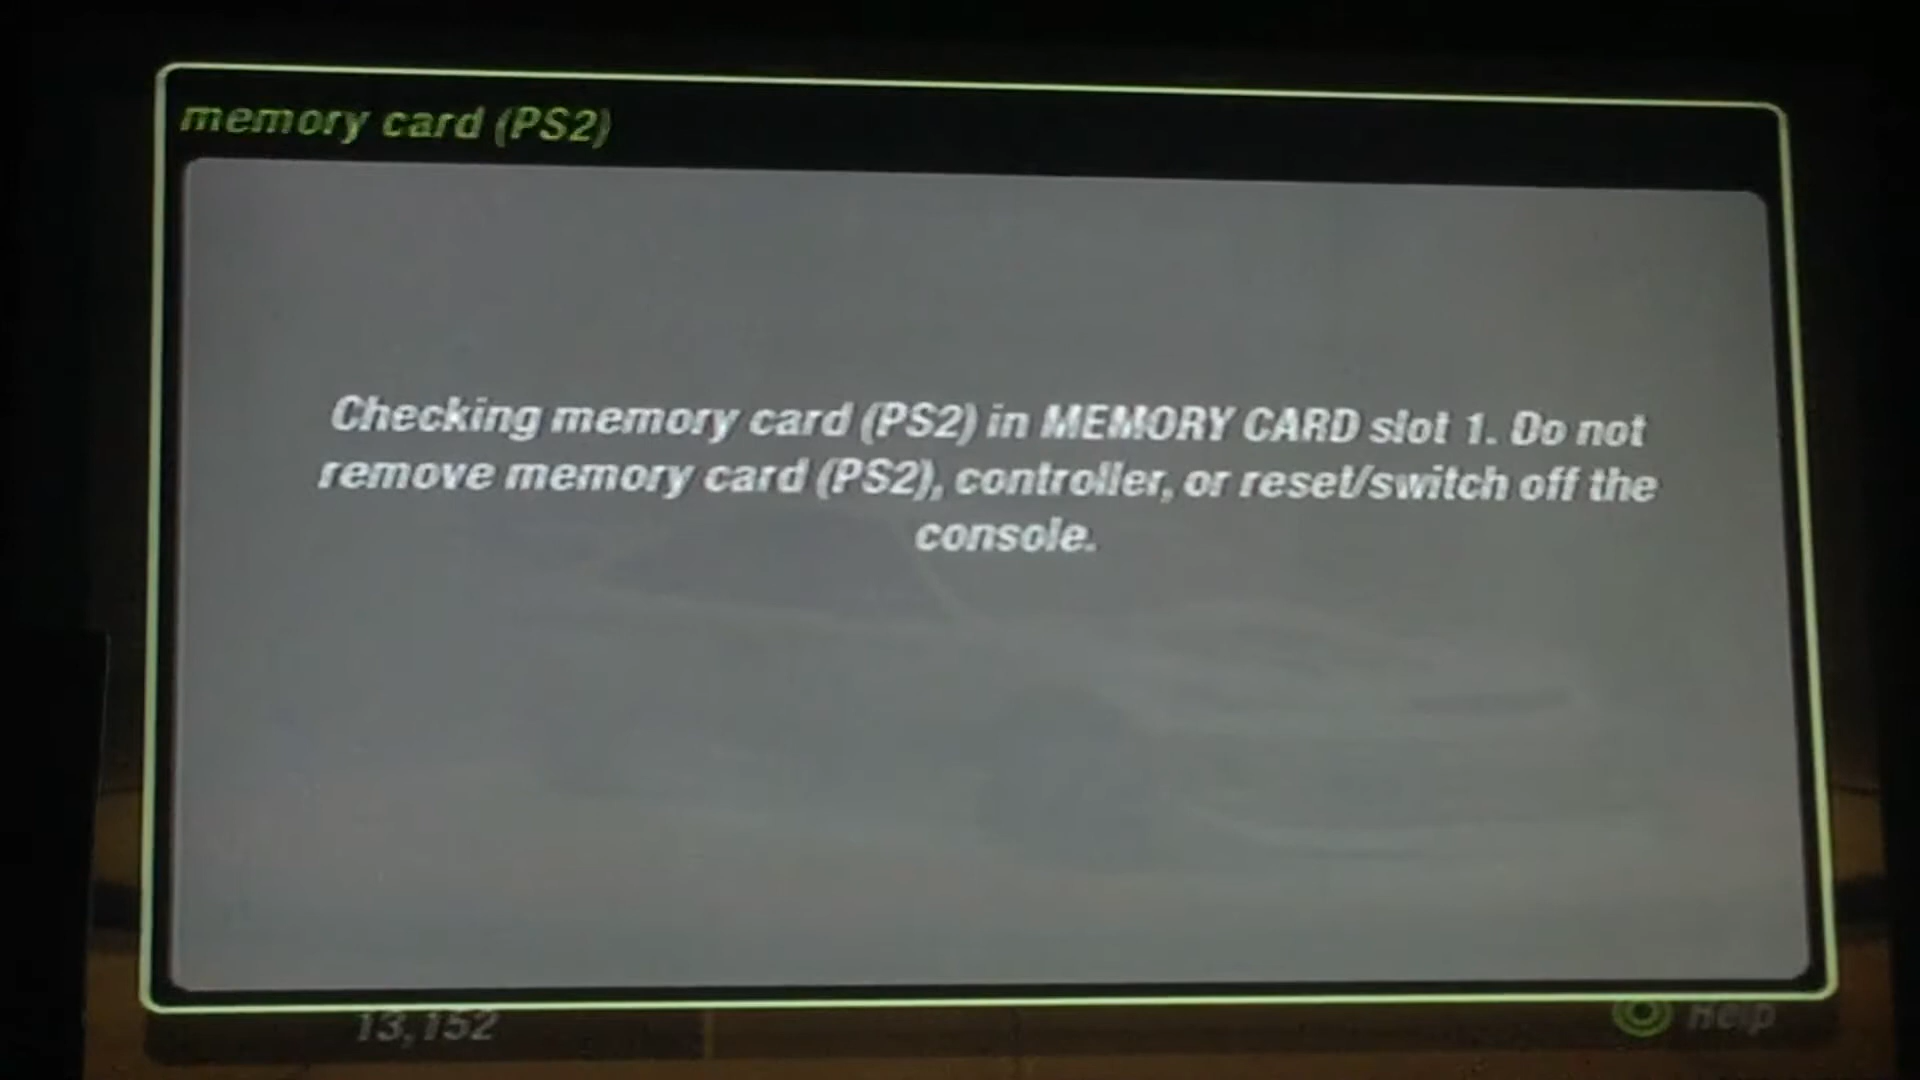 memory card (PS2)
Checking memory card (PS2) in MEMORY CARD slot 1. Do not
remove memory card (PS2), controller, or reset/switch off the
console.
13,152
Help